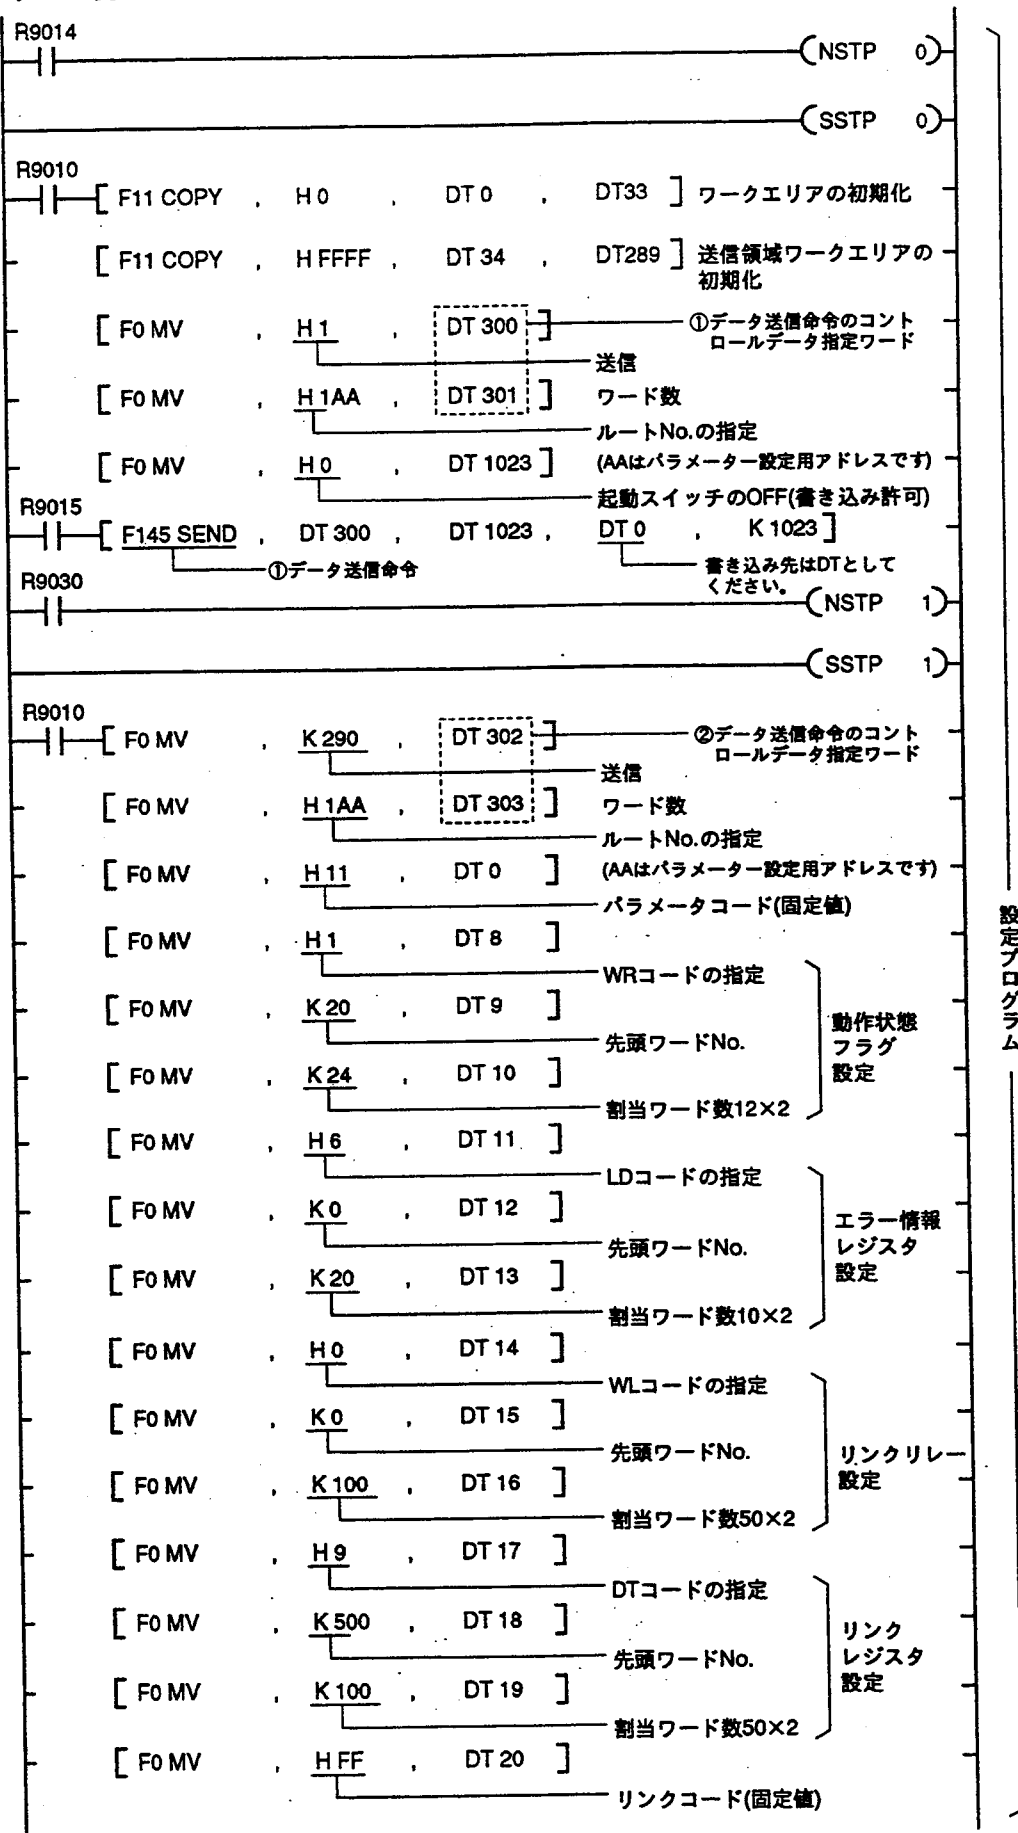 R9014
(NSTP 0)
(SSTP 0)
R9010
[ F11 COPY , H 0 , DT 0 , DT33 ] ワークエリアの初期化
[ F11 COPY , H FFFF , DT 34 , DT289 ] 送信領域ワークエリアの
初期化
[ F0 MV , H 1 , DT 300 ] ①データ送信命令のコント
ロールデータ指定ワード
送信
[ F0 MV , H 1AA , DT 301 ] ワード数
ルートNo.の指定
[ F0 MV , H 0 , DT 1023 ] (AAはパラメーター設定用アドレスです)
起動スイッチのOFF(書き込み許可)
R9015
[ F145 SEND , DT 300 , DT 1023 , DT 0 , K 1023 ]
①データ送信命令
書き込み先はDTとして
ください。
R9030
(NSTP 1)
(SSTP 1)
R9010
[ F0 MV , K 290 , DT 302 ] ②データ送信命令のコント
ロールデータ指定ワード
送信
[ F0 MV , H 1AA , DT 303 ] ワード数
ルートNo.の指定
[ F0 MV , H 11 , DT 0 ] (AAはパラメーター設定用アドレスです)
パラメータコード(固定値)
[ F0 MV , H 1 , DT 8 ]
WRコードの指定
[ F0 MV , K 20 , DT 9 ]
先頭ワードNo.
動作状態
フラグ
設定
[ F0 MV , K 24 , DT 10 ]
割当ワード数12×2
[ F0 MV , H 6 , DT 11 ]
LDコードの指定
[ F0 MV , K 0 , DT 12 ]
先頭ワードNo.
エラー情報
レジスタ
設定
[ F0 MV , K 20 , DT 13 ]
割当ワード数10×2
[ F0 MV , H 0 , DT 14 ]
WLコードの指定
[ F0 MV , K 0 , DT 15 ]
先頭ワードNo.
リンクリレー
設定
[ F0 MV , K 100 , DT 16 ]
割当ワード数50×2
[ F0 MV , H 9 , DT 17 ]
DTコードの指定
[ F0 MV , K 500 , DT 18 ]
先頭ワードNo.
リンク
レジスタ
設定
[ F0 MV , K 100 , DT 19 ]
割当ワード数50×2
[ F0 MV , H FF , DT 20 ]
リンクコード(固定値)
設定プログラム